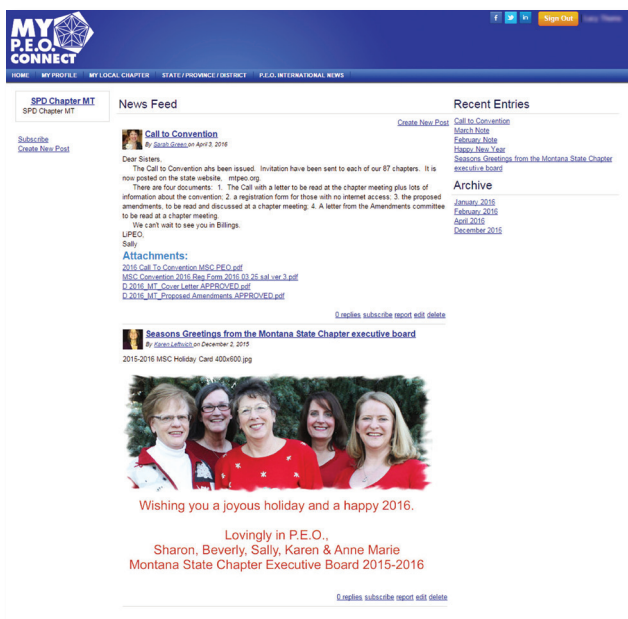 MY
P.E.O.
CONNECT
f in Sign Out
HOME MY PROFILE MY LOCAL CHAPTER STATE / PROVINCE / DISTRICT P.E.O. INTERNATIONAL NEWS
SPD Chapter MT
SPD Chapter MT
Subscribe
Create New Post
News Feed
Create New Post
Call to Convention
By Sarah Green on April 3, 2016
Dear Sisters,
The Call to Convention ahs been issued. Invitation have been sent to each of our 87 chapters. It is
now posted on the state website, mtpeo.org.
There are four documents: 1. The Call with a letter to be read at the chapter meeting plus lots of
information about the convention; 2. a registration form for those with no internet access; 3. the proposed
amendments, to be read and discussed at a chapter meeting; 4. A letter from the Amendments committee
to be read at a chapter meeting.
We can't wait to see you in Billings.
LiPEO,
Sally
Attachments:
2016 Call To Convention MSC PEO.pdf
MSC Convention 2016 Reg Form 2016 03 26 sal ver 3.pdf
D 2016_MT_Cover Letter APPROVED.pdf
D 2016_MT_Proposed Amendments APPROVED.pdf
0 replies subscribe report edit delete
Seasons Greetings from the Montana State Chapter executive board
By Karen Leftwich on December 2, 2015
2015-2016 MSC Holiday Card 400x600.jpg
Wishing you a joyous holiday and a happy 2016.
Lovingly in P.E.O.,
Sharon, Beverly, Sally, Karen & Anne Marie
Montana State Chapter Executive Board 2015-2016
0 replies subscribe report edit delete
Recent Entries
Call to Convention
March Note
February Note
Happy New Year
Seasons Greetings from the Montana State Chapter
executive board
Archive
January 2016
February 2016
April 2016
December 2015